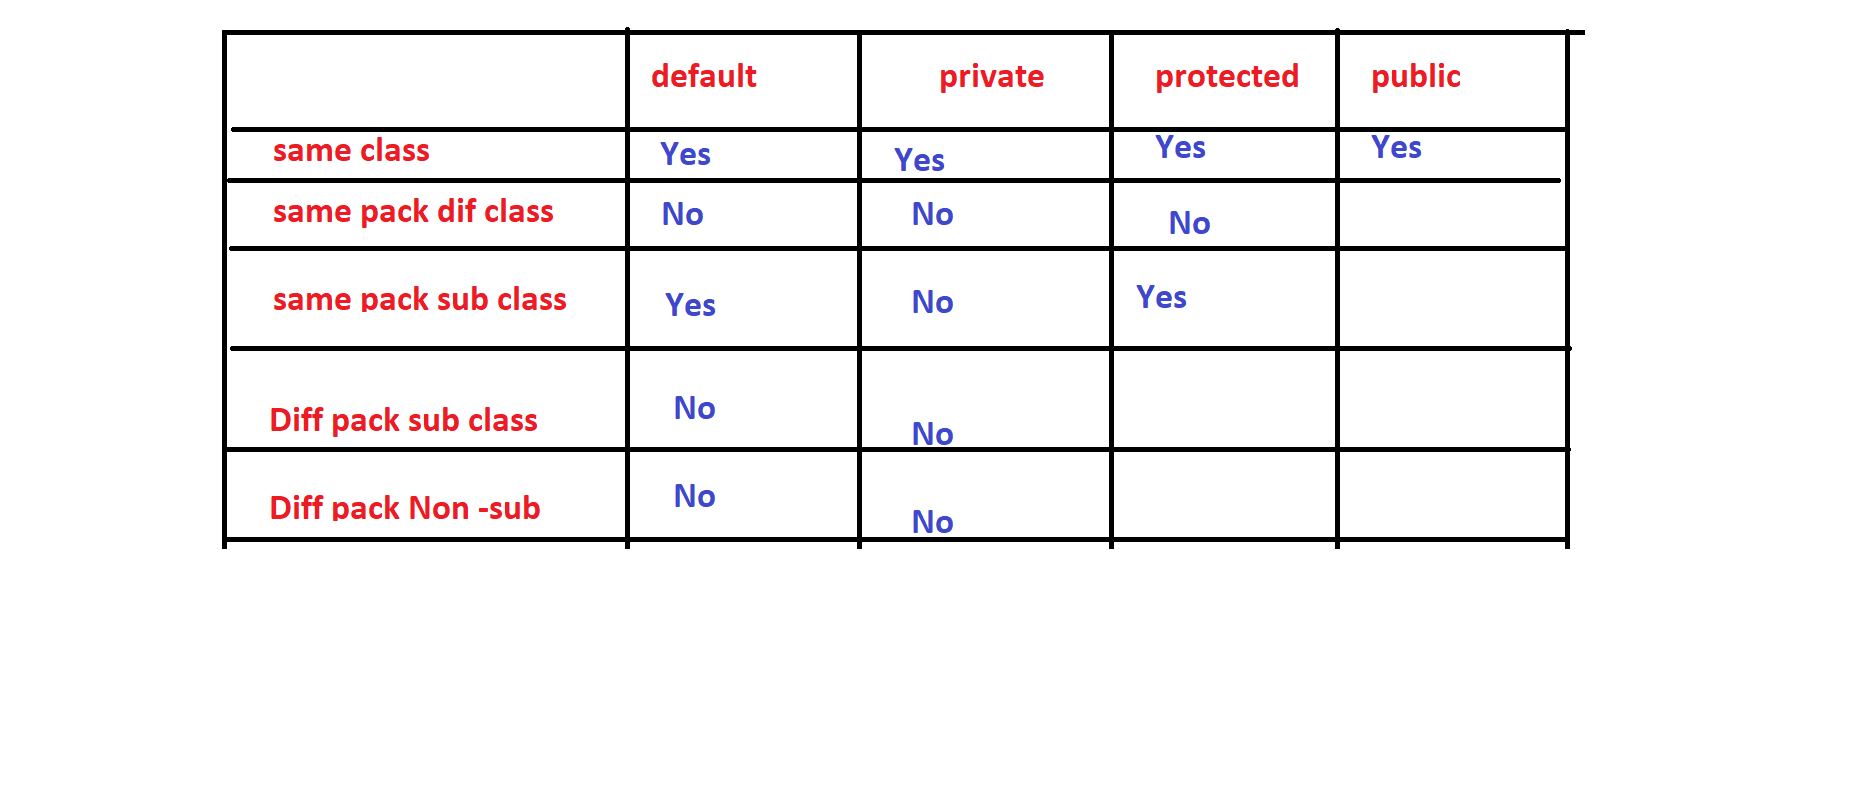 default private protected public
same class Yes Yes Yes Yes
same pack dif class No No No
same pack sub class Yes No Yes
Diff pack sub class No No
Diff pack Non -sub No No